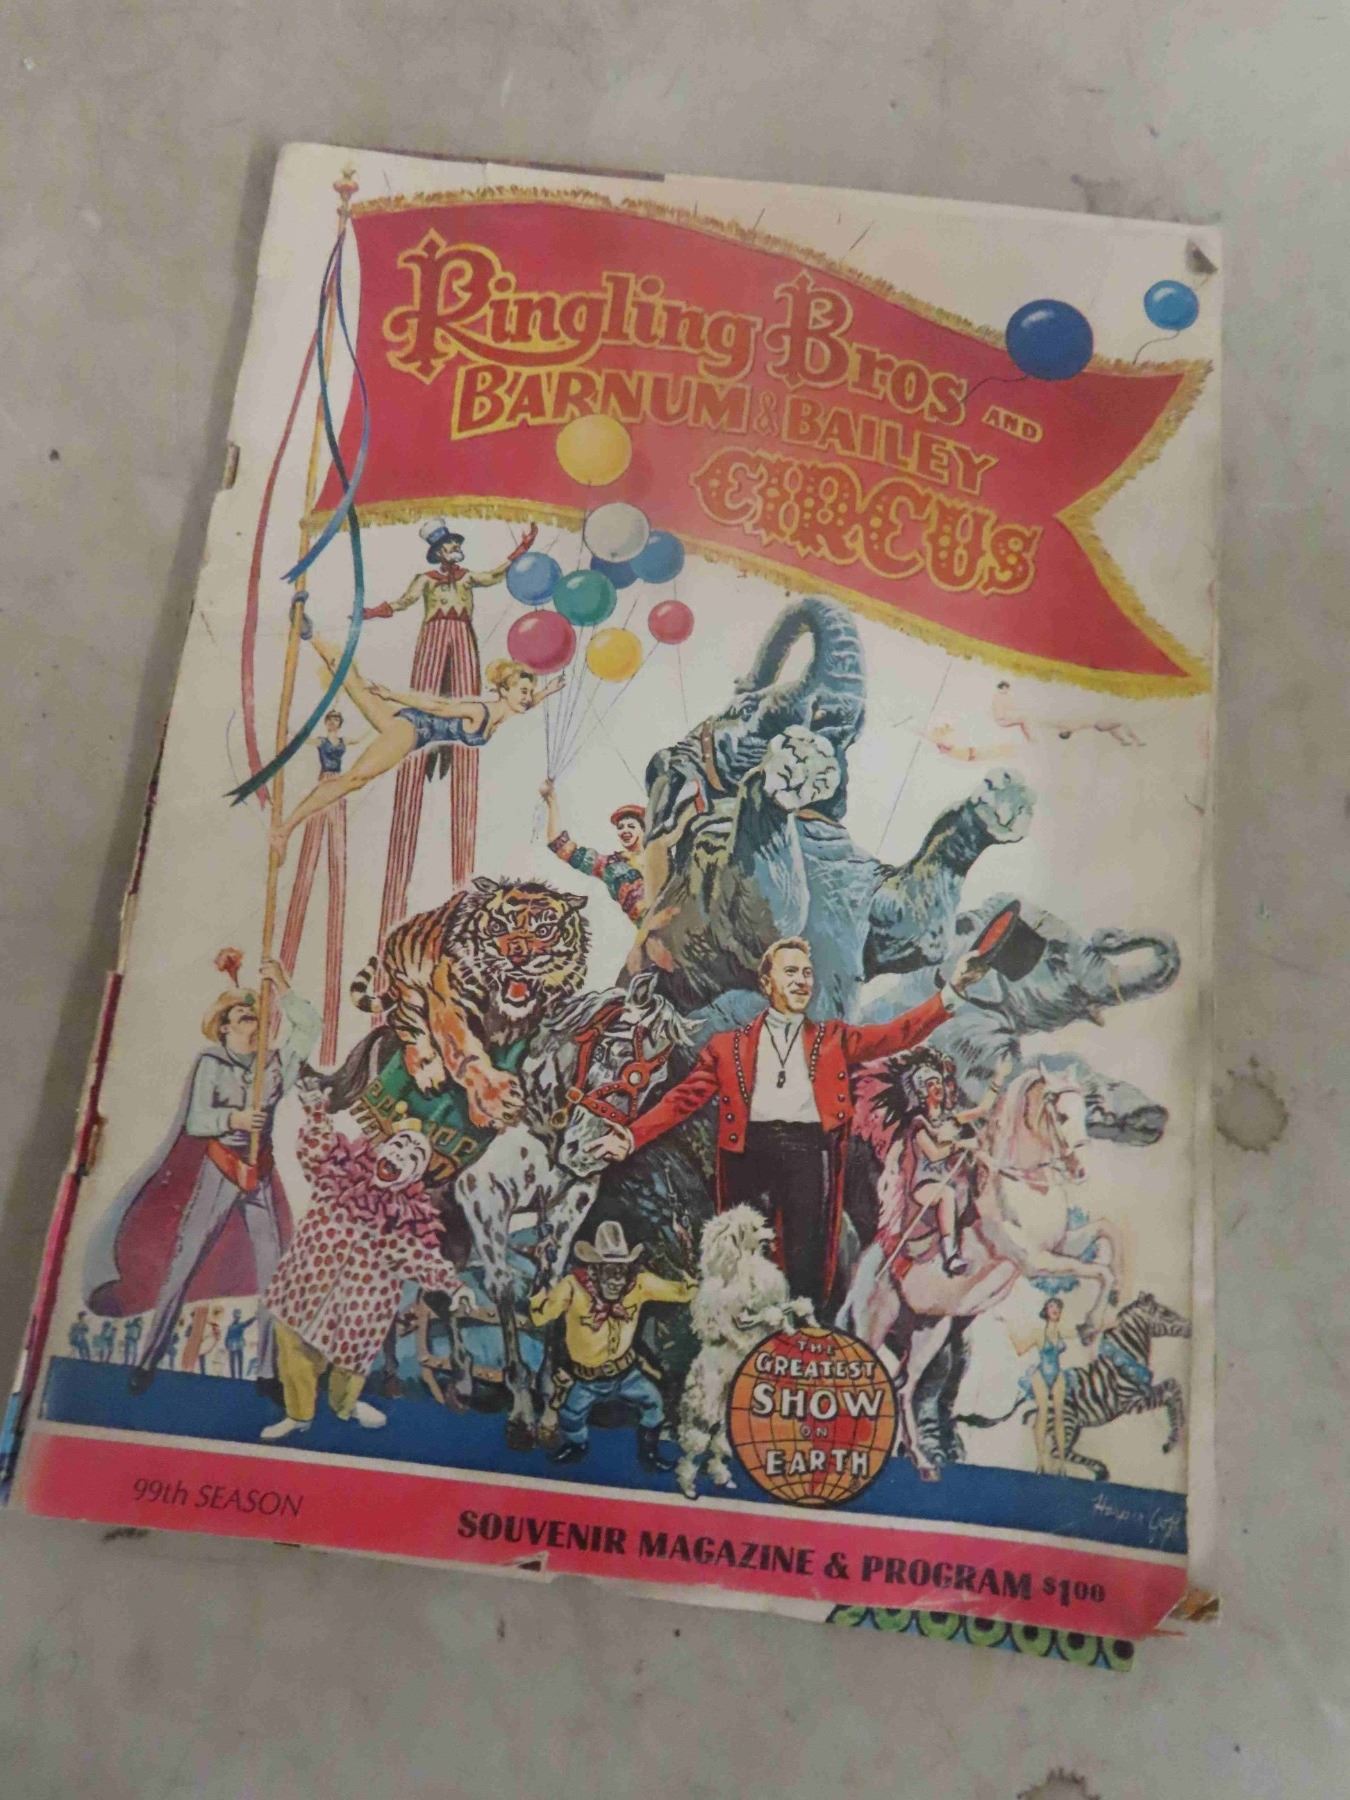 Ringling Bros AND
BARNUM & BAILEY
CIRCUS
THE
GREATEST
SHOW
ON
EARTH
99th SEASON
SOUVENIR MAGAZINE & PROGRAM $1.00